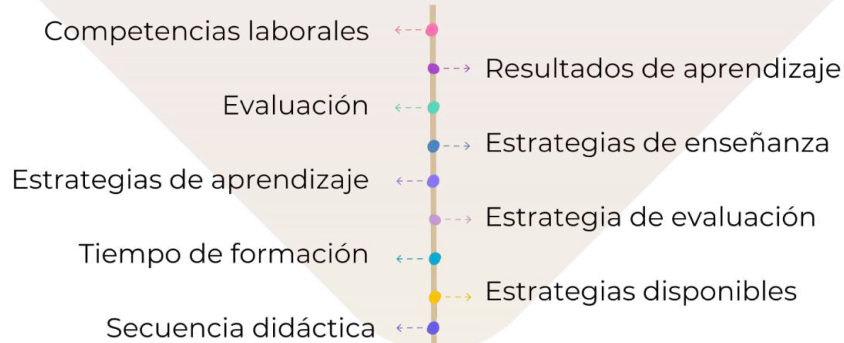 Competencias laborales
Resultados de aprendizaje
Evaluación
Estrategias de enseñanza
Estrategias de aprendizaje
Estrategia de evaluación
Tiempo de formación
Estrategias disponibles
Secuencia didáctica